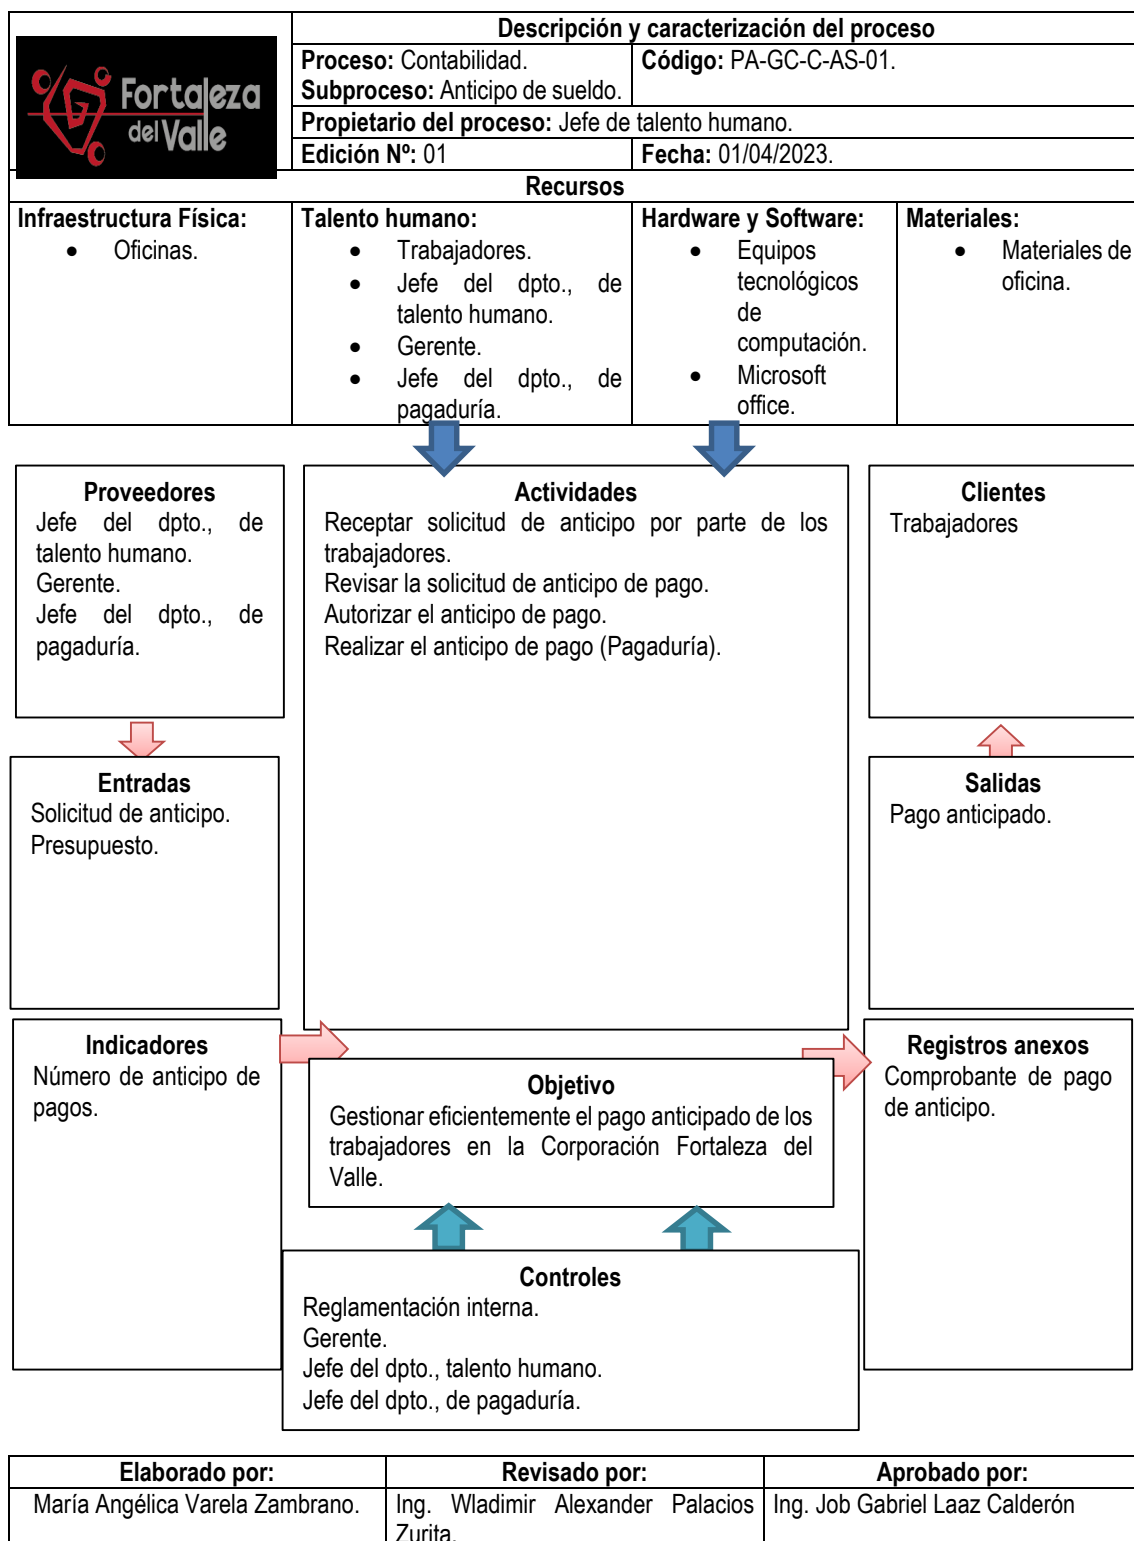 Fortaleza
del Valle
Descripción y caracterización del proceso
Proceso: Contabilidad.
Subproceso: Anticipo de sueldo.
Código: PA-GC-C-AS-01.
Propietario del proceso: Jefe de talento humano.
Edición Nº: 01
Fecha: 01/04/2023.
Recursos
Infraestructura Física:
• Oficinas.
Talento humano:
• Trabajadores.
• Jefe del dpto., de
talento humano.
• Gerente.
• Jefe del dpto., de
pagaduría.
Hardware y Software:
• Equipos
tecnológicos
de
computación.
• Microsoft
office.
Materiales:
• Materiales de
oficina.
Proveedores
Jefe del dpto., de
talento humano.
Gerente.
Jefe del dpto., de
pagaduría.
Actividades
Receptar solicitud de anticipo por parte de los
trabajadores.
Revisar la solicitud de anticipo de pago.
Autorizar el anticipo de pago.
Realizar el anticipo de pago (Pagaduría).
Clientes
Trabajadores
Entradas
Solicitud de anticipo.
Presupuesto.
Salidas
Pago anticipado.
Indicadores
Número de anticipo de
pagos.
Objetivo
Gestionar eficientemente el pago anticipado de los
trabajadores en la Corporación Fortaleza del
Valle.
Registros anexos
Comprobante de pago
de anticipo.
Controles
Reglamentación interna.
Gerente.
Jefe del dpto., talento humano.
Jefe del dpto., de pagaduría.
Elaborado por:
María Angélica Varela Zambrano.
Revisado por:
Ing. Wladimir Alexander Palacios
Zurita.
Aprobado por:
Ing. Job Gabriel Laaz Calderón